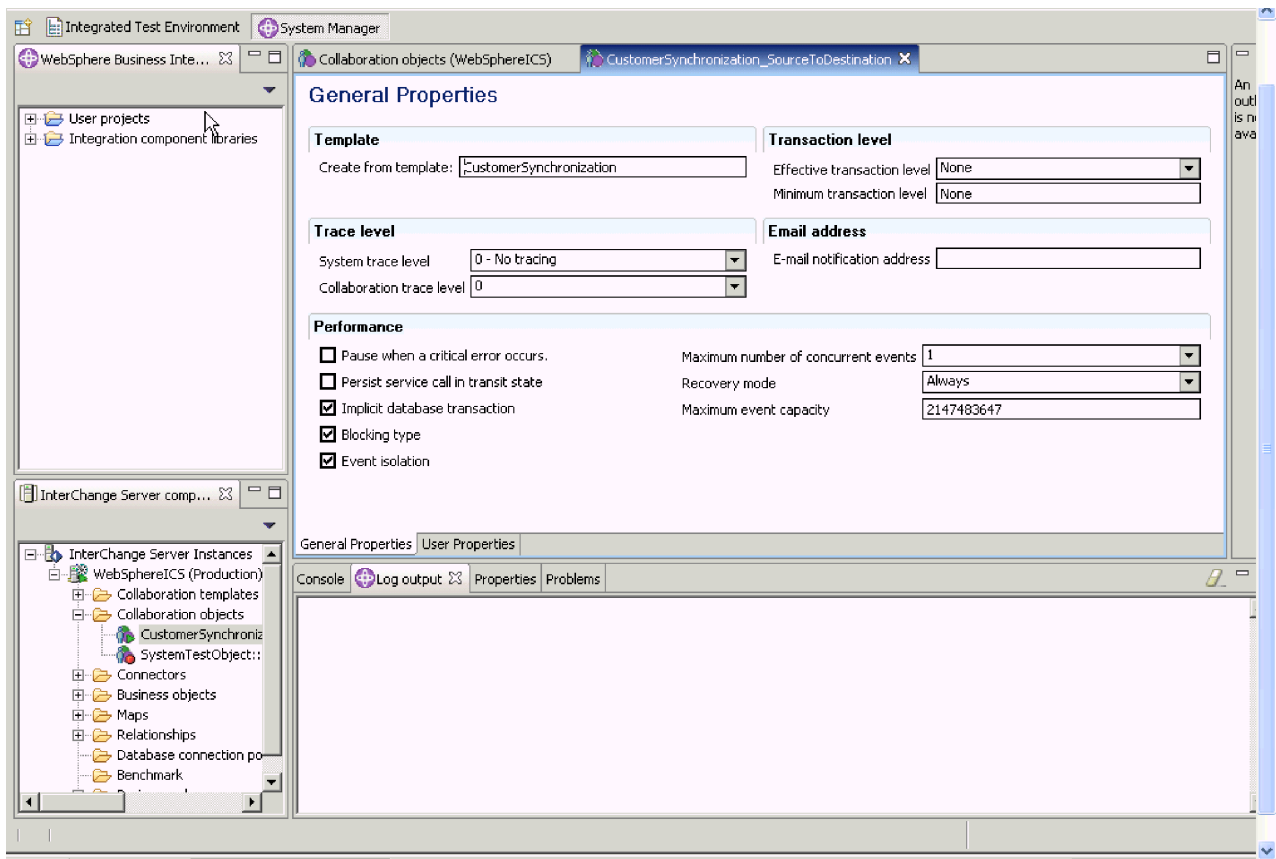 Integrated Test Environment
System Manager
WebSphere Business Inte...
User projects
Integration component libraries
Collaboration objects (WebSphereICS)
CustomerSynchronization_SourceToDestination
General Properties
Template
Create from template: CustomerSynchronization
Transaction level
Effective transaction level None
Minimum transaction level None
Trace level
System trace level 0 - No tracing
Collaboration trace level 0
Email address
E-mail notification address
Performance
Pause when a critical error occurs.
Persist service call in transit state
Implicit database transaction
Blocking type
Event isolation
Maximum number of concurrent events 1
Recovery mode Always
Maximum event capacity 2147483647
General Properties
User Properties
An
outl
is n
ava
InterChange Server comp...
InterChange Server Instances
WebSphereICS (Production)
Collaboration templates
Collaboration objects
CustomerSynchroniz
SystemTestObject::
Connectors
Business objects
Maps
Relationships
Database connection po
Benchmark
Console
Log output
Properties
Problems